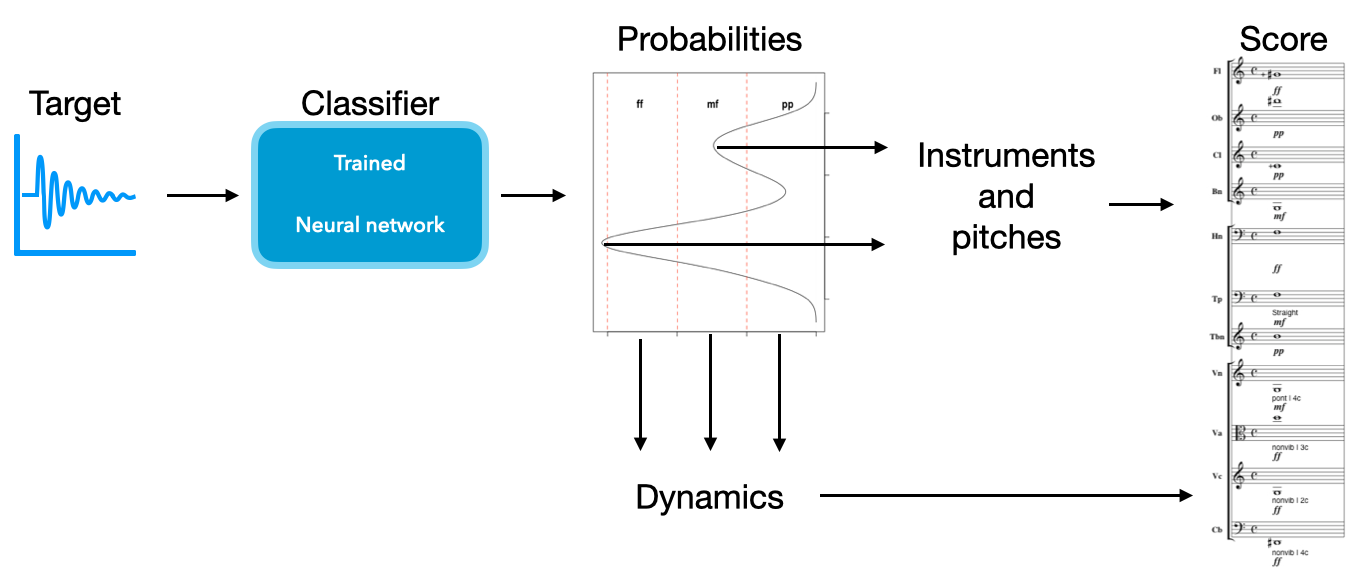 Target
Classifier
Trained
Neural network
Probabilities
ff
mf
pp
Instruments
and
pitches
Dynamics
Score
Fl
ff
Ob
pp
Cl
pp
Bn
mf
Hn
ff
Tp
Straight
mf
Tbn
pp
Vn
pont | 4c
mf
Va
nonvib | 3c
ff
Vc
nonvib | 2c
ff
Cb
nonvib | 4c
ff